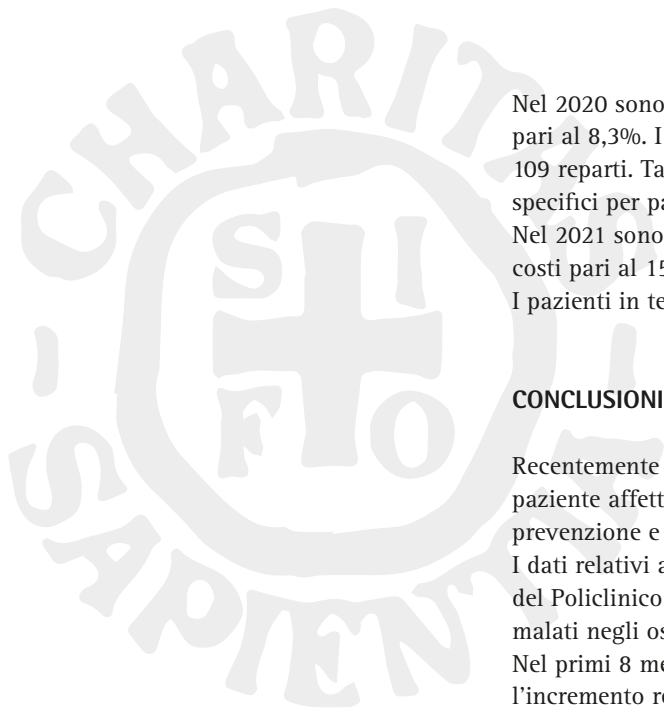 CHARITAS - SAPIENTI
S I
F O
Nel 2020 sono
pari al 8,3%. I
109 reparti. Ta
specifici per pa
Nel 2021 sono
costi pari al 15
I pazienti in te
CONCLUSIONI
Recentemente
paziente affett
prevenzione e
I dati relativi a
del Policlinico
malati negli os
Nel primi 8 me
l'incremento re